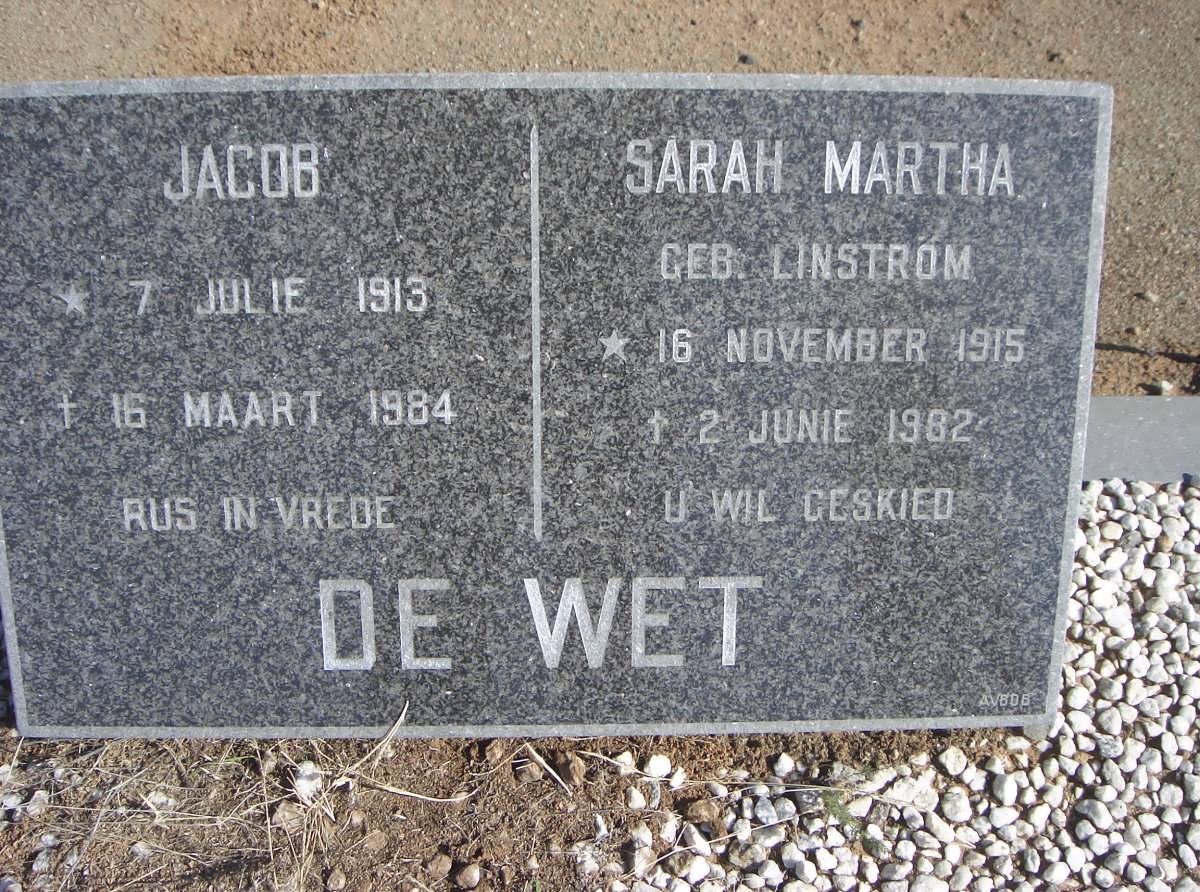 JACOB
★ 7 JULIE 1913
† 16 MAART 1984
RUS IN VREDE
SARAH MARTHA
GEB. LINSTRÖM
★ 16 NOVEMBER 1915
† 2 JUNIE 1982
U WIL GESKIED
DE WET
AVBOB